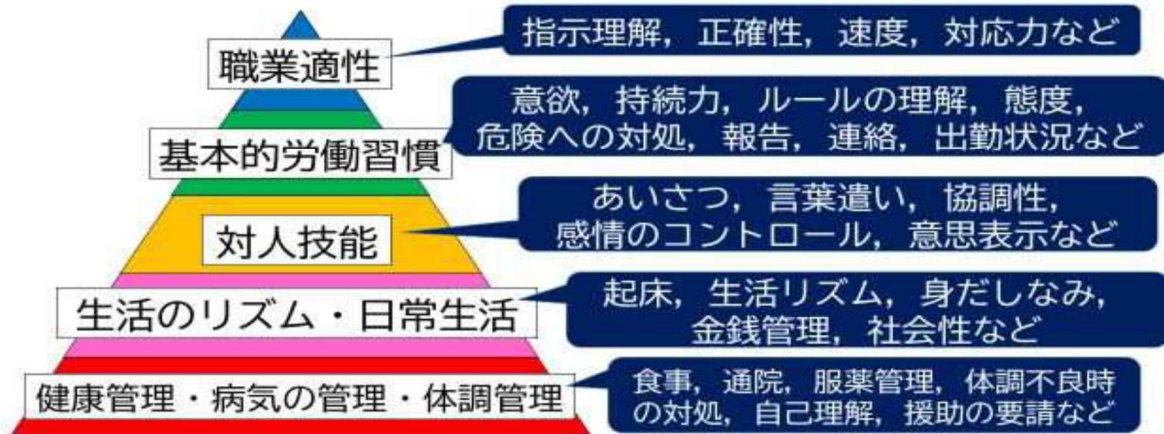 職業適性
指示理解，正確性，速度，対応力など
基本的労働習慣
意欲，持続力，ルールの理解，態度，
危険への対処，報告，連絡，出勤状況など
対人技能
あいさつ，言葉遣い，協調性，
感情のコントロール，意思表示など
生活のリズム・日常生活
起床，生活リズム，身だしなみ，
金銭管理，社会性など
健康管理・病気の管理・体調管理
食事，通院，服薬管理，体調不良時
の対処，自己理解，援助の要請など